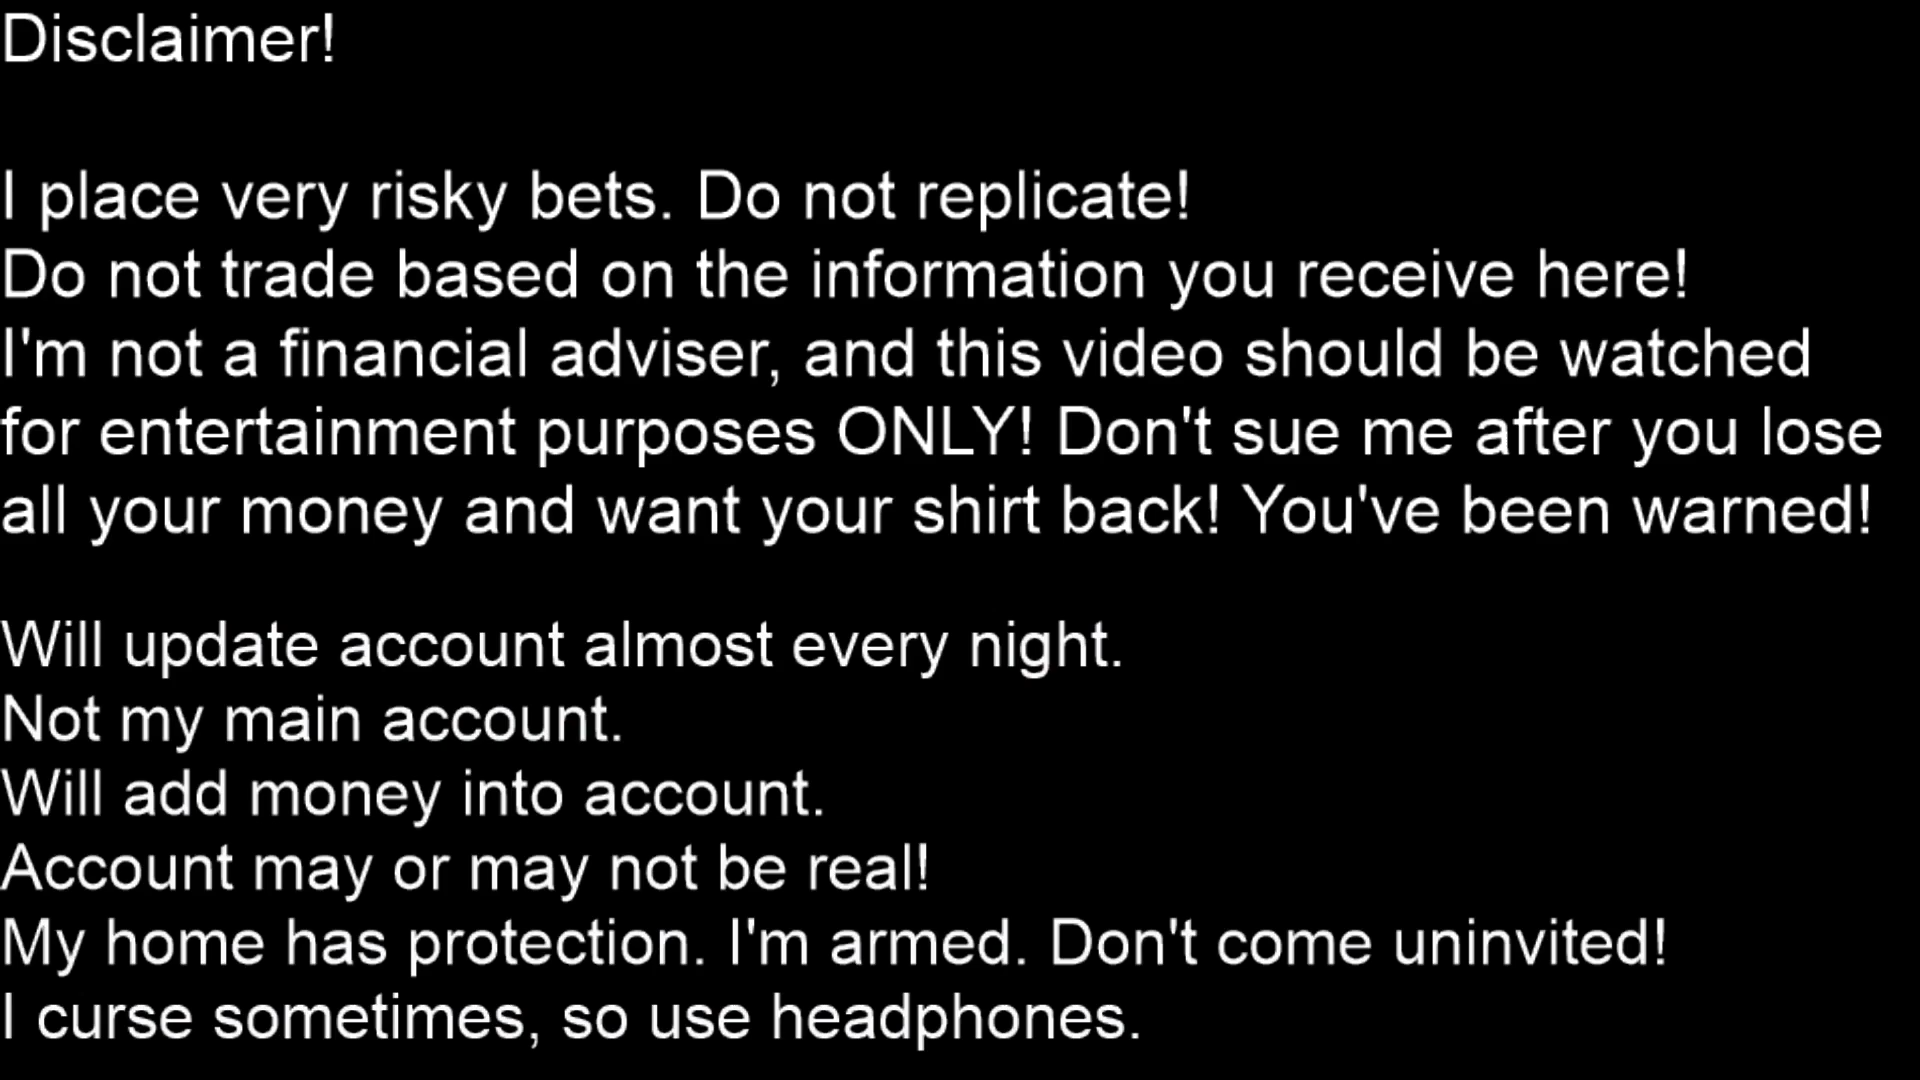 Disclaimer!
I place very risky bets. Do not replicate!
Do not trade based on the information you receive here!
I'm not a financial adviser, and this video should be watched
for entertainment purposes ONLY! Don't sue me after you lose
all your money and want your shirt back! You've been warned!
Will update account almost every night.
Not my main account.
Will add money into account.
Account may or may not be real!
My home has protection. I'm armed. Don't come uninvited!
I curse sometimes, so use headphones.